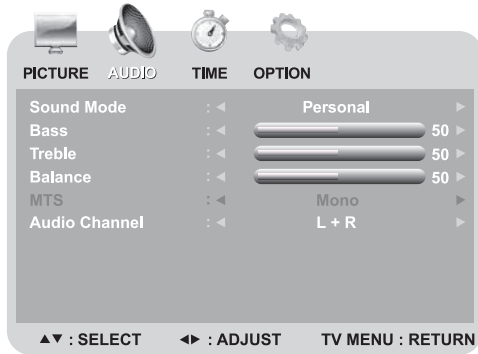 PICTURE AUDIO TIME OPTION
Sound Mode : ◄ Personal ►
Bass : ◄ 50 ►
Treble : ◄ 50 ►
Balance : ◄ 50 ►
MTS : ◄ Mono ►
Audio Channel : ◄ L + R ►
▲▼ : SELECT ◄► : ADJUST TV MENU : RETURN